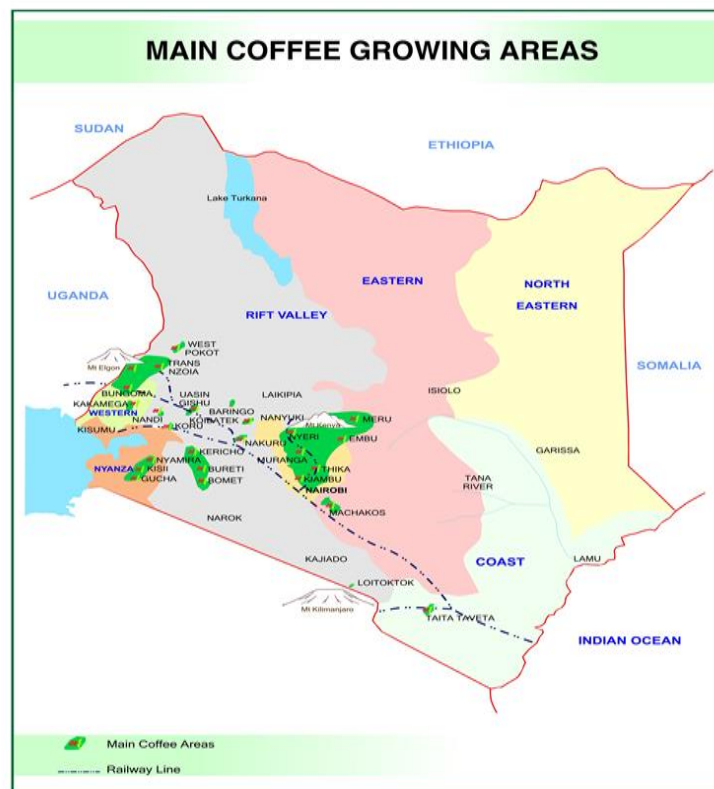 MAIN COFFEE GROWING AREAS
SUDAN
ETHIOPIA
Lake Turkana
EASTERN
NORTH
EASTERN
UGANDA
RIFT VALLEY
SOMALIA
WEST
POKOT
Mt Elgon
TRANS
NZOIA
BUNGOMA
UASIN
GISHU
LAIKIPIA
ISIOLO
KAKAMEGA
BARINGO
WESTERN
NANYUKI
Mt Kenya
MERU
NANDI
KORU
KISUMU
NYERI
EMBU
NAKURU
GARISSA
KERICHO
MURANGA
NYAMIRA
NYANZA
KISII
BURETI
THIKA
TANA
RIVER
GUCHA
BOMET
KIAMBU
NAIROBI
MACHAKOS
NAROK
COAST
LAMU
KAJIADO
LOITOKTOK
Mt Kilimanjaro
TAITA TAVETA
INDIAN OCEAN
Main Coffee Areas
Railway Line